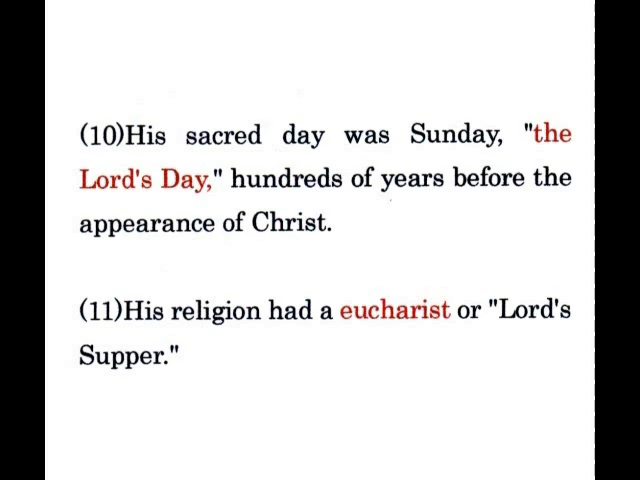 (10)His sacred day was Sunday, "the
Lord's Day," hundreds of years before the
appearance of Christ.
(11)His religion had a eucharist or "Lord's
Supper."